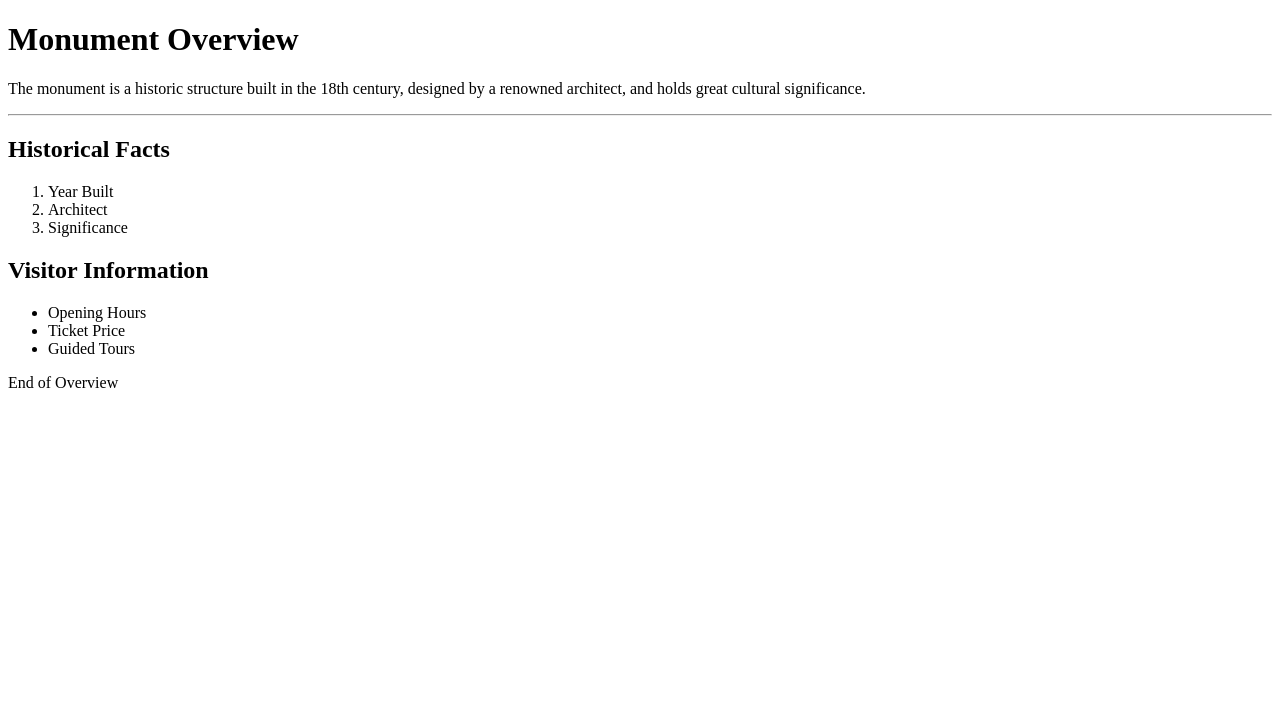 Monument Overview
The monument is a historic structure built in the 18th century, designed by a renowned architect, and holds great cultural significance.
Historical Facts
1. Year Built
2. Architect
3. Significance
Visitor Information
• Opening Hours
• Ticket Price
• Guided Tours
End of Overview